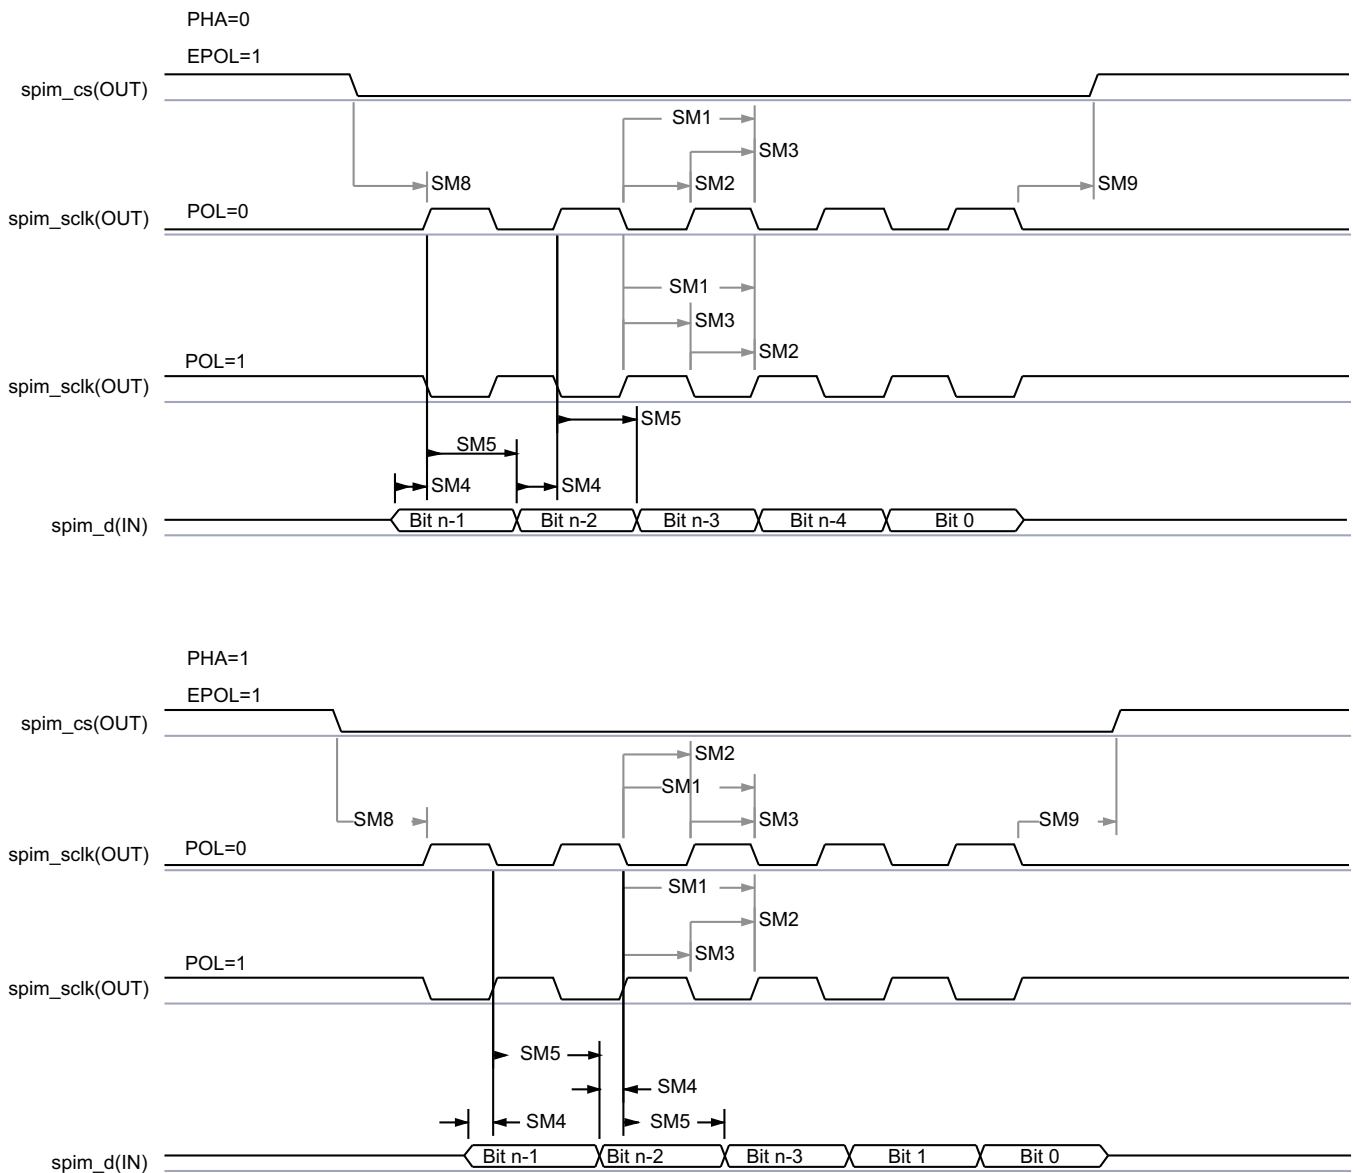 PHA=0
EPOL=1
spim_cs(OUT)
SM1
SM3
SM8
SM2
SM9
POL=0
spim_sclk(OUT)
SM1
SM3
SM2
POL=1
spim_sclk(OUT)
SM5
SM5
SM4
SM4
spim_d(IN)
Bit n-1
Bit n-2
Bit n-3
Bit n-4
Bit 0
PHA=1
EPOL=1
spim_cs(OUT)
SM2
SM1
SM8
SM3
SM9
POL=0
spim_sclk(OUT)
SM1
SM2
SM3
POL=1
spim_sclk(OUT)
SM5
SM4
SM4
SM5
spim_d(IN)
Bit n-1
Bit n-2
Bit n-3
Bit 1
Bit 0